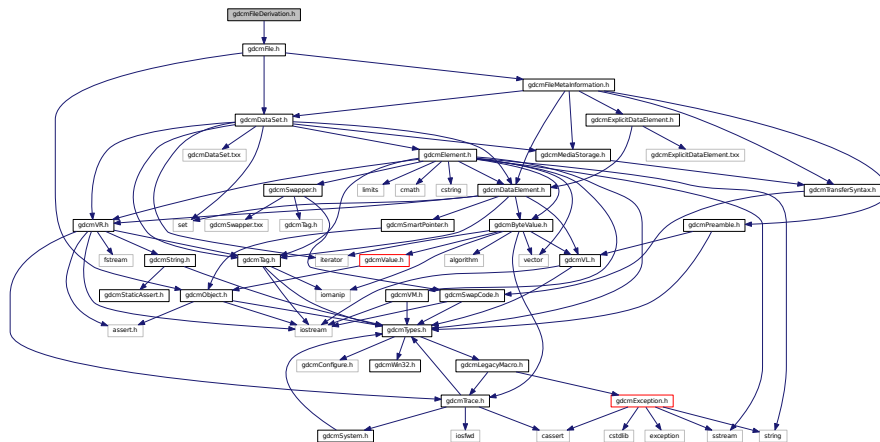 gdcmFileDerivation.h
gdcmFile.h
gdcmFileMetaInformation.h
gdcmDataSet.h
gdcmExplicitDataElement.h
gdcmDataSet.txx
gdcmElement.h
gdcmMediaStorage.h
gdcmExplicitDataElement.txx
gdcmSwapper.h
limits
cmath
cstring
gdcmDataElement.h
gdcmTransferSyntax.h
gdcmVR.h
set
gdcmSwapper.txx
gdcmTag.h
gdcmSmartPointer.h
gdcmByteValue.h
gdcmPreamble.h
fstream
gdcmString.h
gdcmTag.h
iterator
gdcmValue.h
algorithm
vector
gdcmVL.h
gdcmStaticAssert.h
gdcmObject.h
iomanip
gdcmVM.h
gdcmSwapCode.h
assert.h
iostream
gdcmTypes.h
gdcmConfigure.h
gdcmWin32.h
gdcmLegacyMacro.h
gdcmTrace.h
gdcmException.h
gdcmSystem.h
iosfwd
cassert
cstdlib
exception
sstream
string